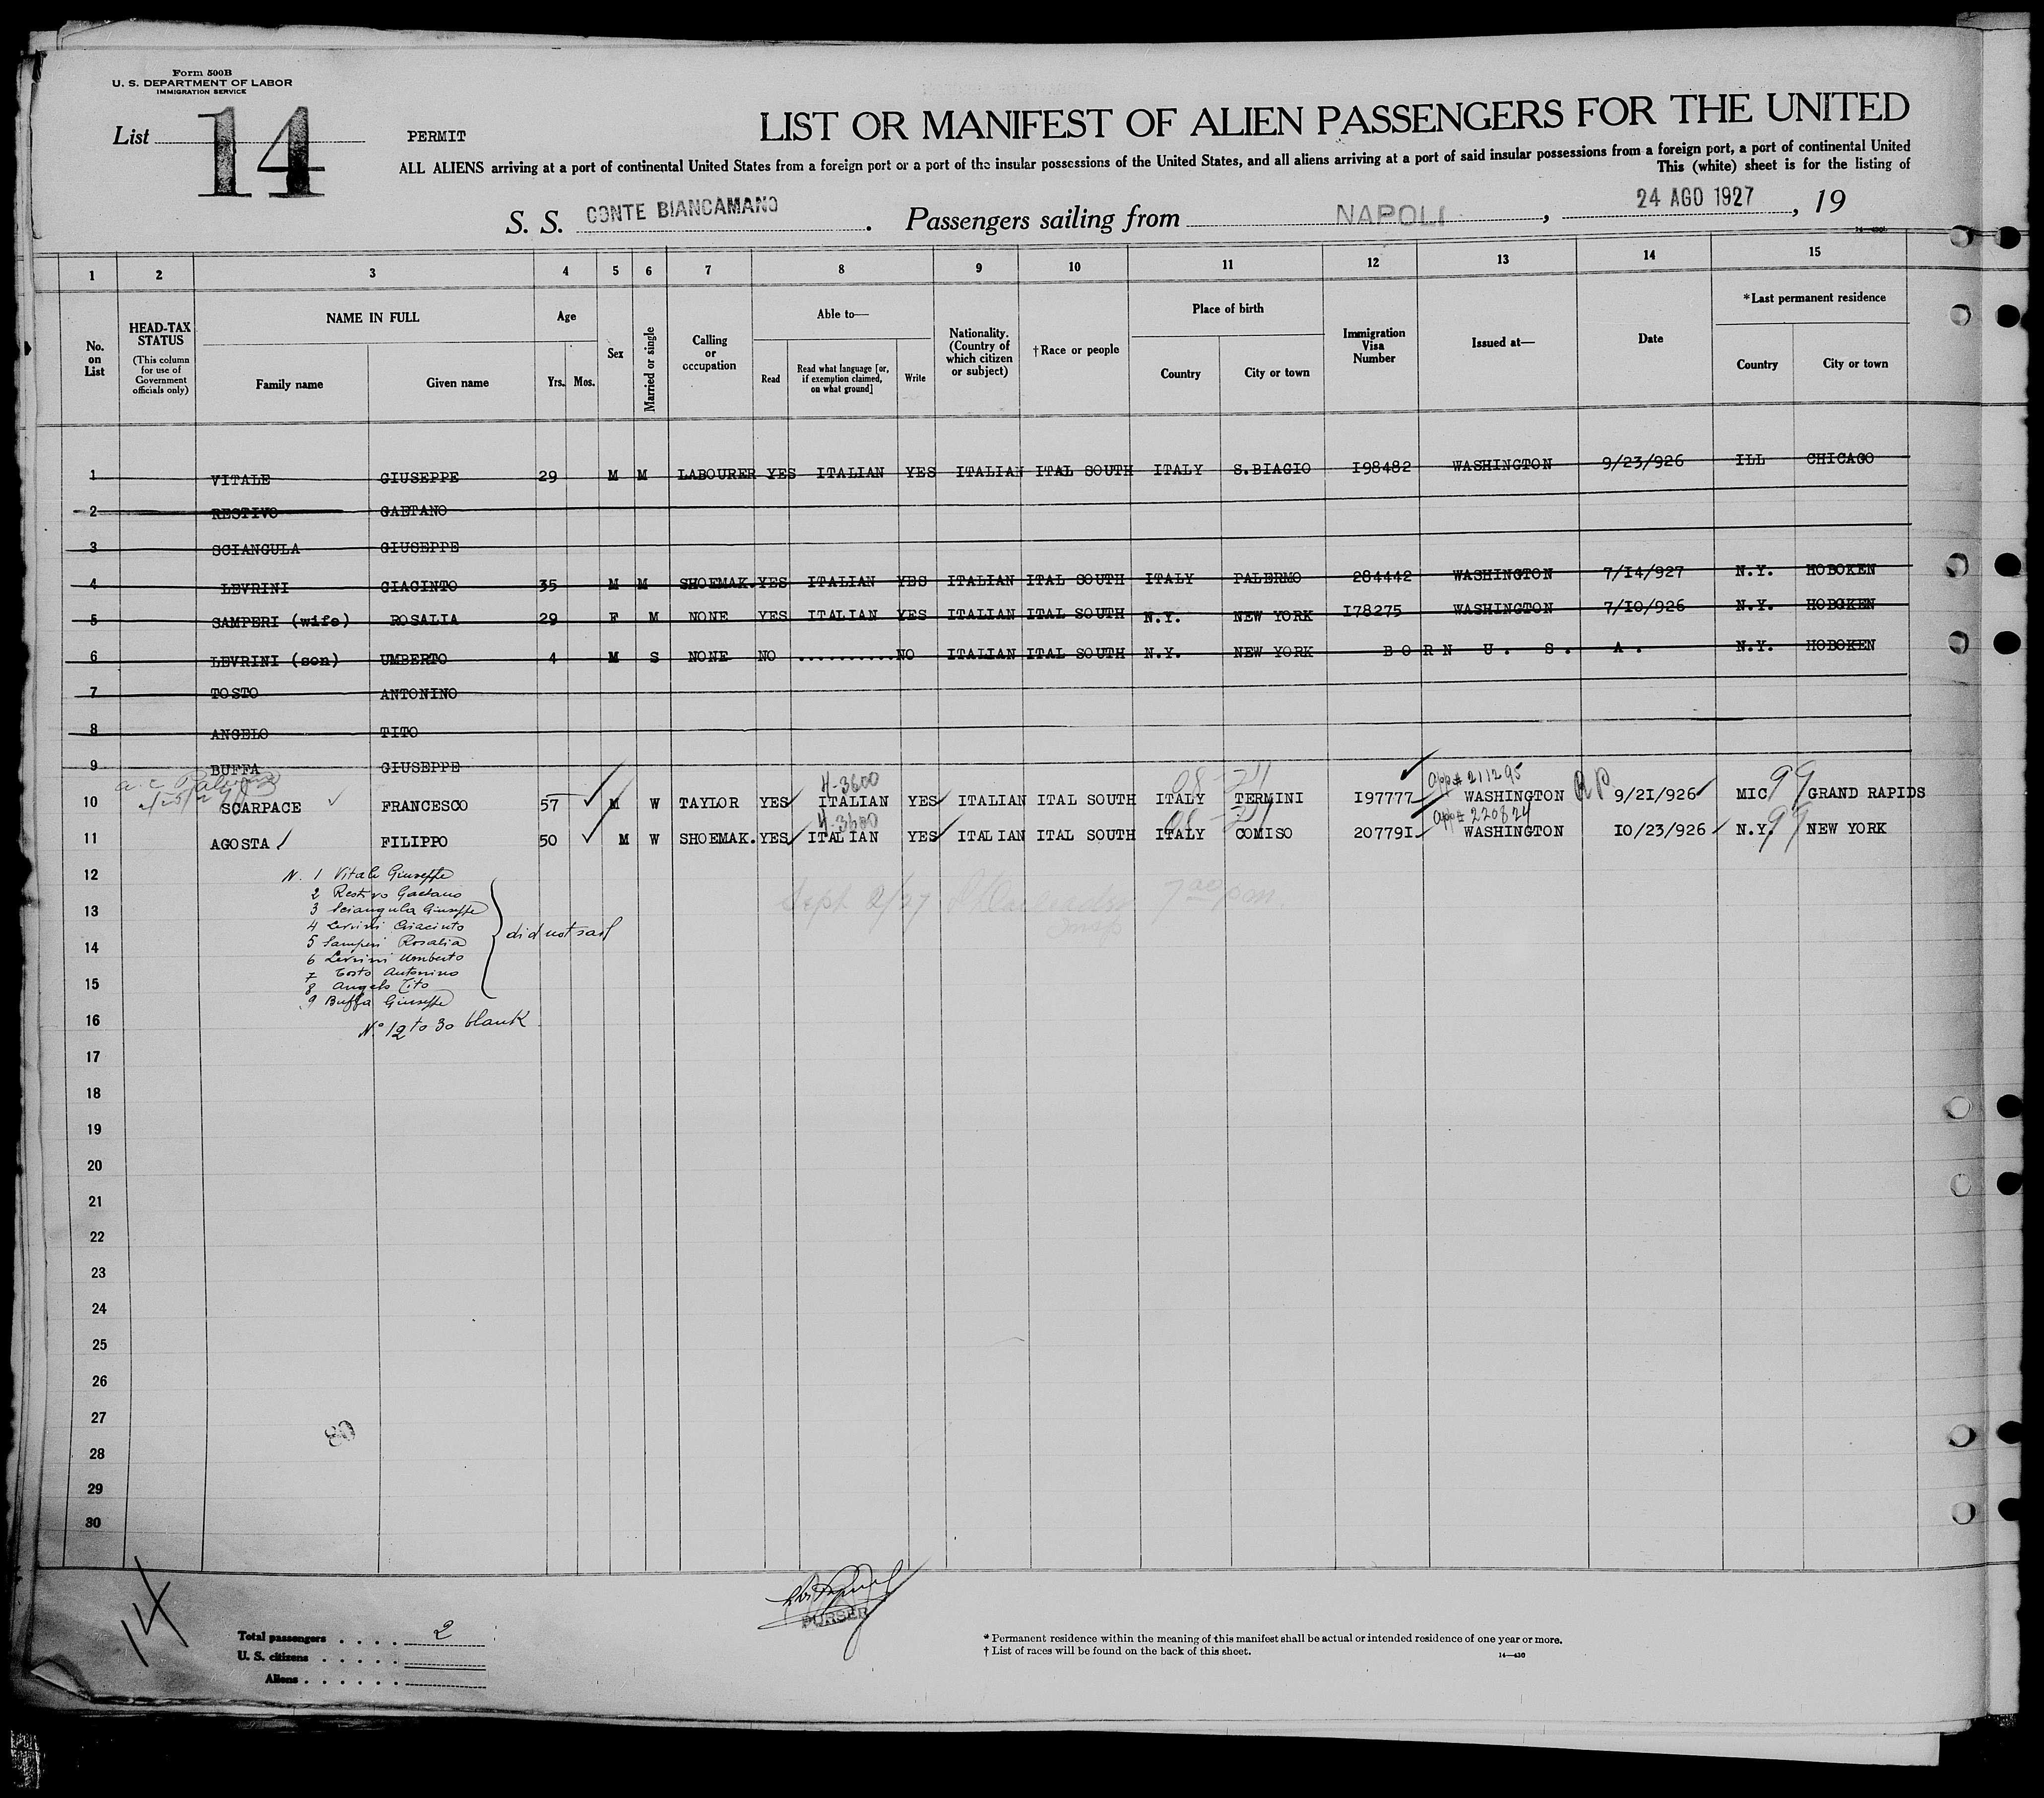 Form 500B
U. S. DEPARTMENT OF LABOR
IMMIGRATION SERVICE
List 14
PERMIT
LIST OR MANIFEST OF ALIEN PASSENGERS FOR THE UNITED
ALL ALIENS arriving at a port of continental United States from a foreign port or a port of the insular possessions of the United States, and all aliens arriving at a port of said insular possessions from a foreign port, a port of continental United
This (white) sheet is for the listing of
S. S. CONTE BIANCAMANO. Passengers sailing from NAPOLI, 24 AGO 1927, 19
1 2 3 4 5 6 7 8 9 10 11 12 13 14 15
No. on List
HEAD-TAX STATUS
(This column for use of Government officials only)
NAME IN FULL
Family name
Given name
Age
Yrs. Mos.
Sex
Married or single
Calling or occupation
Able to—
Read
Read what language [or, if exemption claimed, on what ground]
Write
Nationality. (Country of which citizen or subject)
†Race or people
Place of birth
Country
City or town
Immigration Visa Number
Issued at—
Date
*Last permanent residence
Country
City or town
1 VITALE GIUSEPPE 29 M M LABOURER YES ITALIAN YES ITALIAN ITAL SOUTH ITALY S.BIAGIO I98482 WASHINGTON 9/23/926 ILL CHICAGO
2 RESTIVO GAETANO
3 SCIANGULA GIUSEPPE
4 LEVRINI GIACINTO 35 M M SHOEMAK. YES ITALIAN YES ITALIAN ITAL SOUTH ITALY PALERMO 284442 WASHINGTON 7/I4/927 N.Y. HOBOKEN
5 SAMPERI (wife) ROSALIA 29 F M NONE YES ITALIAN YES ITALIAN ITAL SOUTH N.Y. NEW YORK I78275 WASHINGTON 7/I0/926 N.Y. HOBOKEN
6 LEVRINI (son) UMBERTO 4 M S NONE NO ..........NO ITALIAN ITAL SOUTH N.Y. NEW YORK BORN U. S. A. N.Y. HOBOKEN
7 TOSTO ANTONINO
8 ANGELO TITO
9 BUFFA GIUSEPPE
H-3600 app# 211295
10 SCARPACE FRANCESCO 57 M W TAYLOR YES ITALIAN YES ITALIAN ITAL SOUTH ITALY TERMINI I97777 WASHINGTON 9/2I/926 MIC 99 GRAND RAPIDS
H-3600 app# 220824
11 AGOSTA FILIPPO 50 M W SHOEMAK. YES ITALIAN YES ITALIAN ITAL SOUTH ITALY COMISO 20779I WASHINGTON I0/23/926 N.Y. 99 NEW YORK
12
N. 1 Vitale Giuseppe
2 Restivo Gaetano
13
3 Sciangula Giuseppe
4 Levrini Giacinto
did not sail
14
5 Samperi Rosalia
6 Levrini Umberto
7 Tosto Antonino
15
8 Angelo Tito
9 Buffa Giuseppe
16
N.º 12 to 30 blank
17
18
19
20
21
22
23
24
25
26
27
28
29
30
80
14
PURSER
Total passengers . . . . 2
U. S. citizens . . . . .
Aliens . . . . . .
* Permanent residence within the meaning of this manifest shall be actual or intended residence of one year or more.
† List of races will be found on the back of this sheet.
14—430